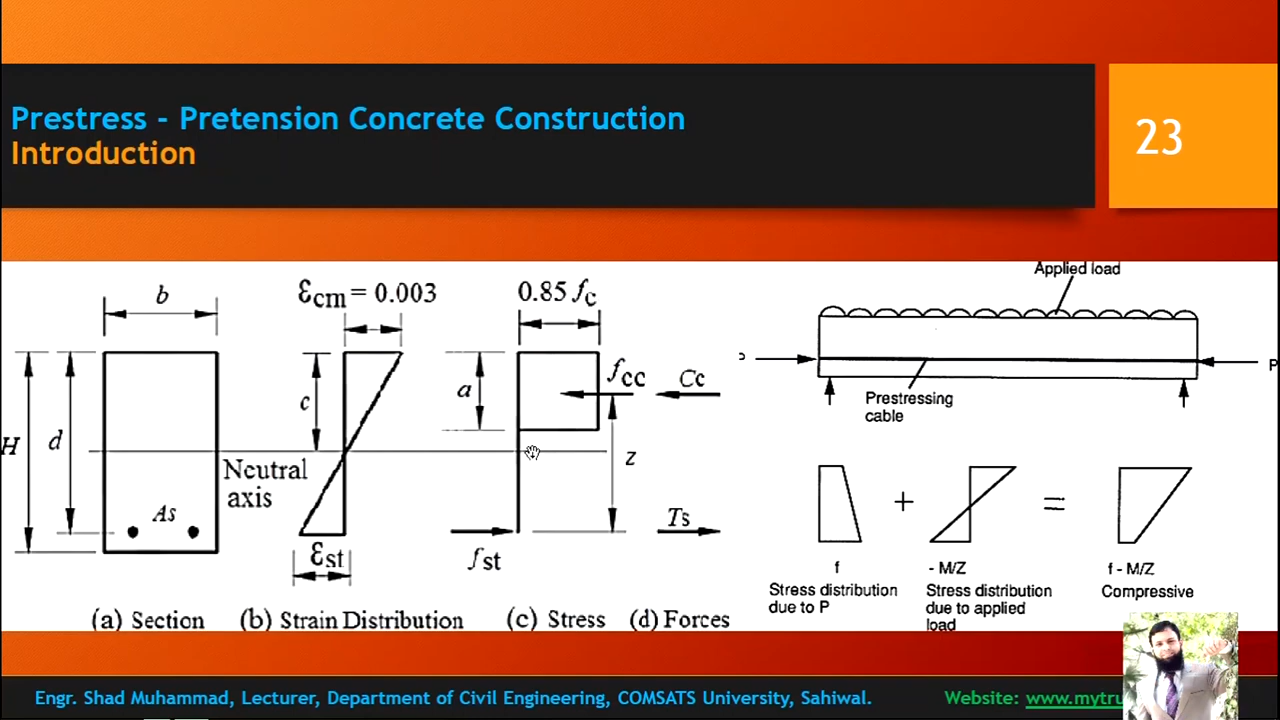 Prestress - Pretension Concrete Construction
Introduction
23
b
εcm = 0.003
0.85 fc
H
d
c
a
fcc
Cc
z
Neutral
axis
As
εst
fst
Ts
(a) Section
(b) Strain Distribution
(c) Stress
(d) Forces
Applied load
P
Prestressing
cable
+
=
f
Stress distribution
due to P
- M/Z
Stress distribution
due to applied
load
f - M/Z
Compressive
Engr. Shad Muhammad, Lecturer, Department of Civil Engineering, COMSATS University, Sahiwal.
Website: www.mytru